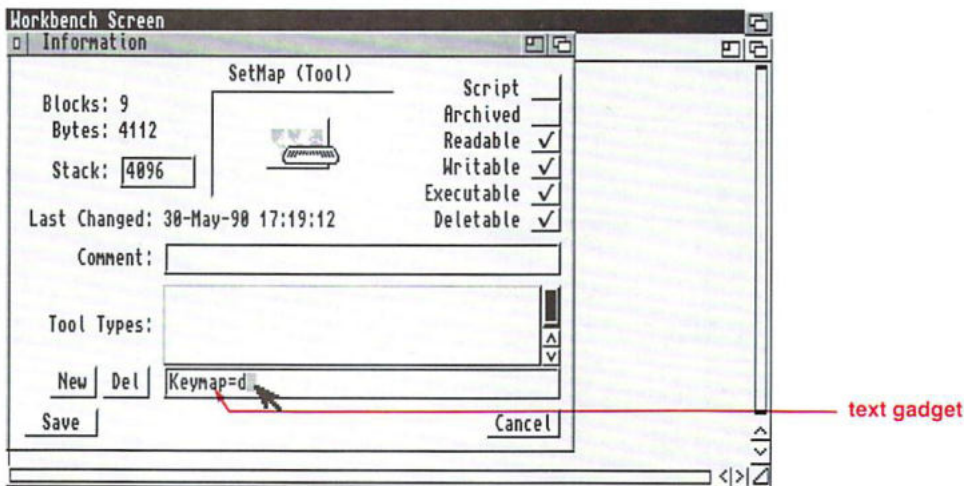 Workbench Screen
Information
SetMap (Tool)
Blocks: 9
Bytes: 4112
Stack: 4096
Script
Archived
Readable ✓
Writable ✓
Executable ✓
Deletable ✓
Last Changed: 30-May-90 17:19:12
Comment:
Tool Types:
New Del Keymap=d
Save Cancel
text gadget